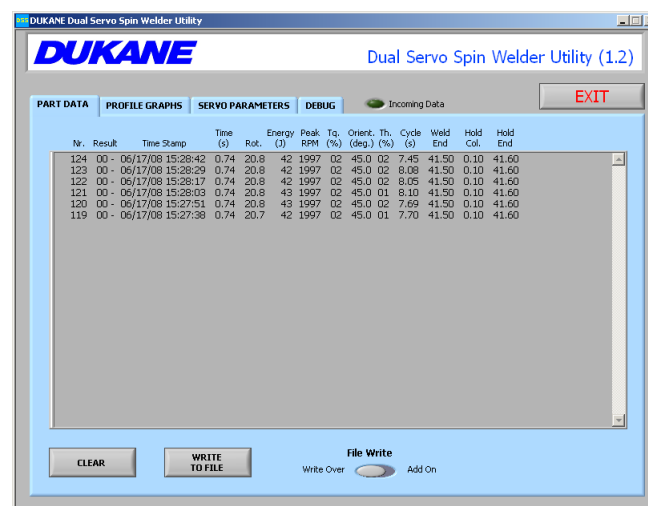 DSS DUKANE Dual Servo Spin Welder Utility
DUKANE
Dual Servo Spin Welder Utility (1.2)
EXIT
PART DATA PROFILE GRAPHS SERVO PARAMETERS DEBUG Incoming Data
Time Energy Peak Tq. Orient. Th. Cycle Weld Hold Hold
Nr. Result Time Stamp (s) Rot. (J) RPM (%) (deg.) (%) (s) End Col. End
124 00 - 06/17/08 15:28:42 0.74 20.8 42 1997 02 45.0 02 7.45 41.50 0.10 41.60
123 00 - 06/17/08 15:28:29 0.74 20.8 42 1997 02 45.0 02 8.08 41.50 0.10 41.60
122 00 - 06/17/08 15:28:17 0.74 20.8 42 1997 02 45.0 02 8.05 41.50 0.10 41.60
121 00 - 06/17/08 15:28:03 0.74 20.8 43 1997 02 45.0 01 8.10 41.50 0.10 41.60
120 00 - 06/17/08 15:27:51 0.74 20.8 43 1997 02 45.0 02 7.69 41.50 0.10 41.60
119 00 - 06/17/08 15:27:38 0.74 20.7 42 1997 02 45.0 01 7.70 41.50 0.10 41.60
CLEAR
WRITE
TO FILE
File Write
Write Over Add On